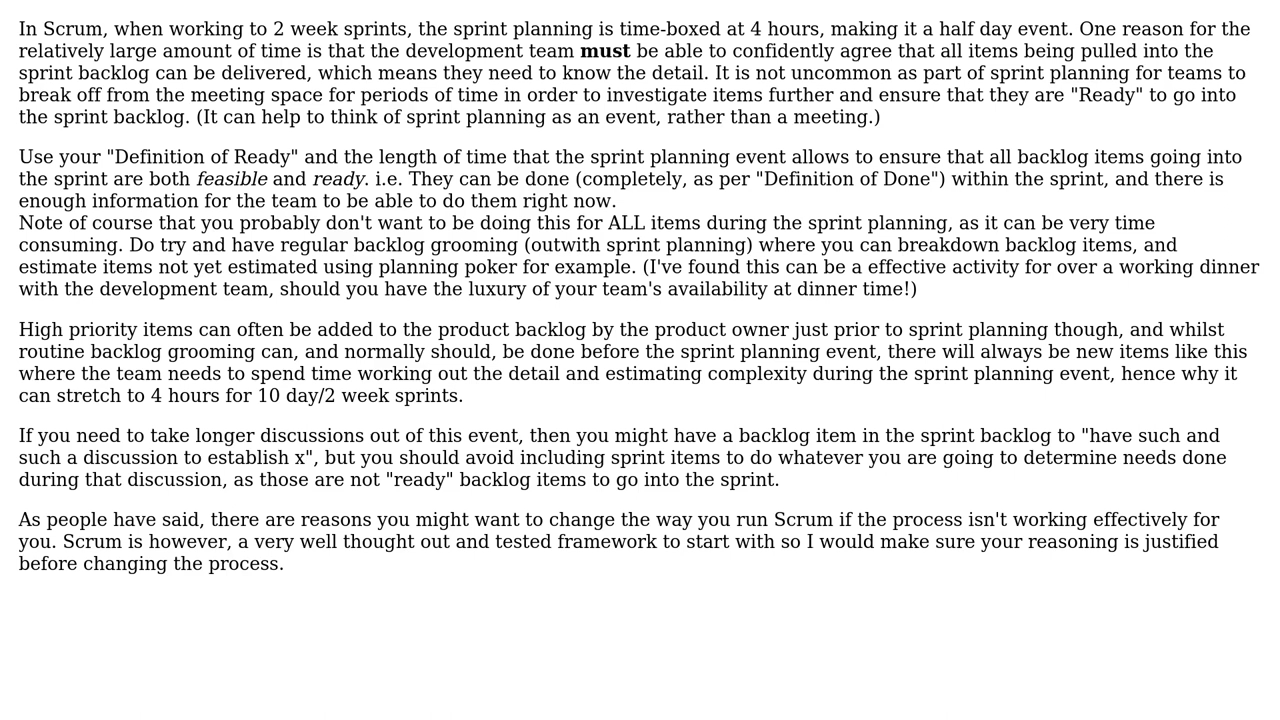 In Scrum, when working to 2 week sprints, the sprint planning is time-boxed at 4 hours, making it a half day event. One reason for the
relatively large amount of time is that the development team must be able to confidently agree that all items being pulled into the
sprint backlog can be delivered, which means they need to know the detail. It is not uncommon as part of sprint planning for teams to
break off from the meeting space for periods of time in order to investigate items further and ensure that they are "Ready" to go into
the sprint backlog. (It can help to think of sprint planning as an event, rather than a meeting.)
Use your "Definition of Ready" and the length of time that the sprint planning event allows to ensure that all backlog items going into
the sprint are both feasible and ready. i.e. They can be done (completely, as per "Definition of Done") within the sprint, and there is
enough information for the team to be able to do them right now.
Note of course that you probably don't want to be doing this for ALL items during the sprint planning, as it can be very time
consuming. Do try and have regular backlog grooming (outwith sprint planning) where you can breakdown backlog items, and
estimate items not yet estimated using planning poker for example. (I've found this can be a effective activity for over a working dinner
with the development team, should you have the luxury of your team's availability at dinner time!)
High priority items can often be added to the product backlog by the product owner just prior to sprint planning though, and whilst
routine backlog grooming can, and normally should, be done before the sprint planning event, there will always be new items like this
where the team needs to spend time working out the detail and estimating complexity during the sprint planning event, hence why it
can stretch to 4 hours for 10 day/2 week sprints.
If you need to take longer discussions out of this event, then you might have a backlog item in the sprint backlog to "have such and
such a discussion to establish x", but you should avoid including sprint items to do whatever you are going to determine needs done
during that discussion, as those are not "ready" backlog items to go into the sprint.
As people have said, there are reasons you might want to change the way you run Scrum if the process isn't working effectively for
you. Scrum is however, a very well thought out and tested framework to start with so I would make sure your reasoning is justified
before changing the process.